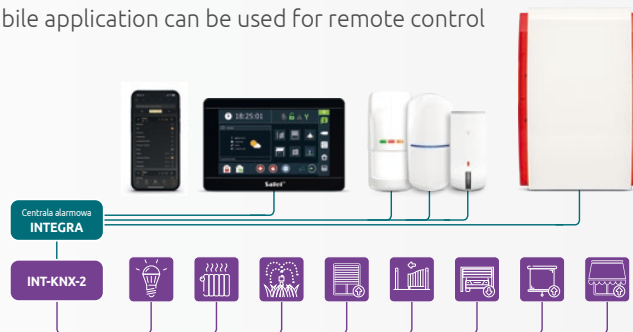 bile application can be used for remote control
18:25:01
Satel
Centrala alarmowa
INTEGRA
INT-KNX-2